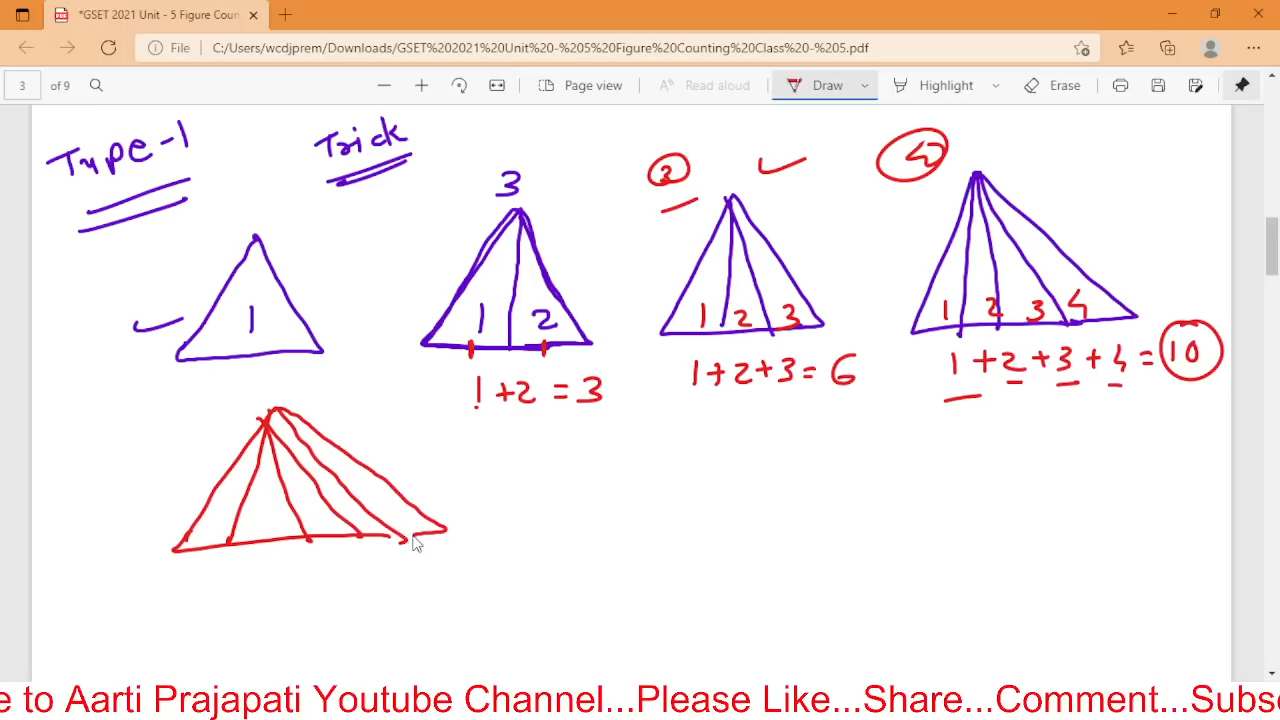 *GSET 2021 Unit - 5 Figure Coun
File C:/Users/wcdjprem/Downloads/GSET%202021%20Unit%20-%205%20Figure%20Counting%20Class%20-%205.pdf
3 of 9 Page view Read aloud Draw Highlight Erase
Type-1 Trick
3 3 4
1 1 2 1 2 3 1 2 3 4
1+2 = 3 1+2+3= 6 1 +2 +3 + 4 = 10
e to Aarti Prajapati Youtube Channel...Please Like...Share...Comment...Subsc